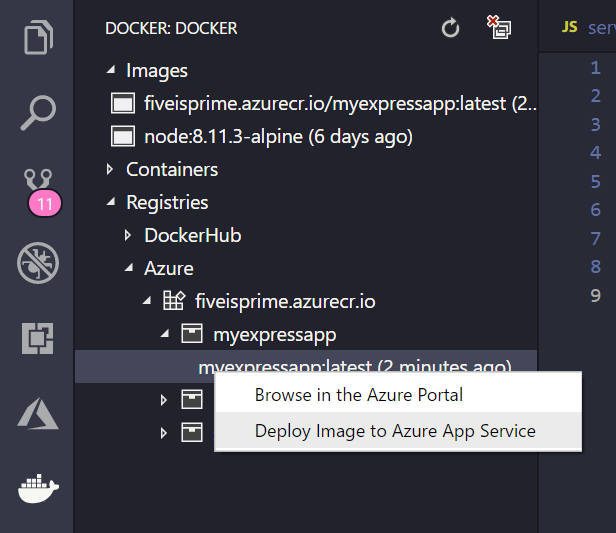 DOCKER: DOCKER
JS serv
Images
fiveisprime.azurecr.io/myexpressapp:latest (2...
node:8.11.3-alpine (6 days ago)
Containers
Registries
11
DockerHub
Azure
fiveisprime.azurecr.io
myexpressapp
myexpressapp:latest (2 minutes ago)
Browse in the Azure Portal
Deploy Image to Azure App Service
1
2
3
4
5
6
7
8
9